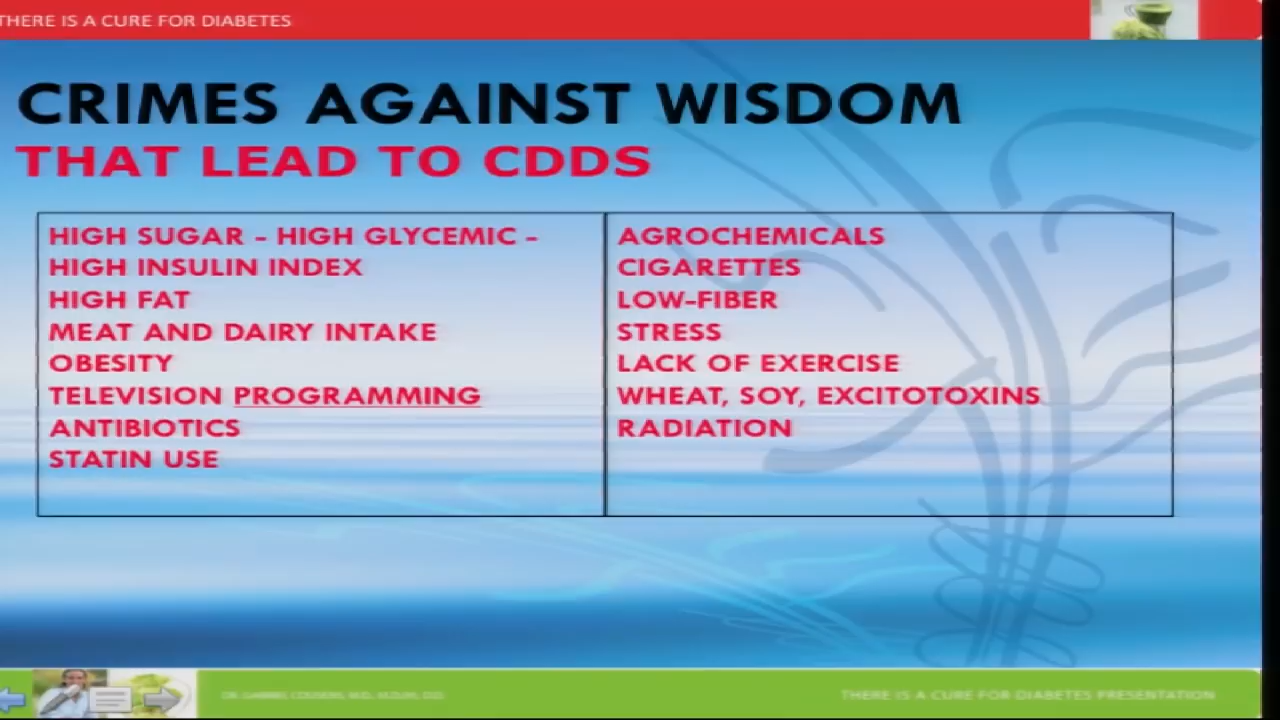 THERE IS A CURE FOR DIABETES
CRIMES AGAINST WISDOM
THAT LEAD TO CDDS
HIGH SUGAR - HIGH GLYCEMIC -
HIGH INSULIN INDEX
HIGH FAT
MEAT AND DAIRY INTAKE
OBESITY
TELEVISION PROGRAMMING
ANTIBIOTICS
STATIN USE
AGROCHEMICALS
CIGARETTES
LOW-FIBER
STRESS
LACK OF EXERCISE
WHEAT, SOY, EXCITOTOXINS
RADIATION
THERE IS A CURE FOR DIABETES PRESENTATION